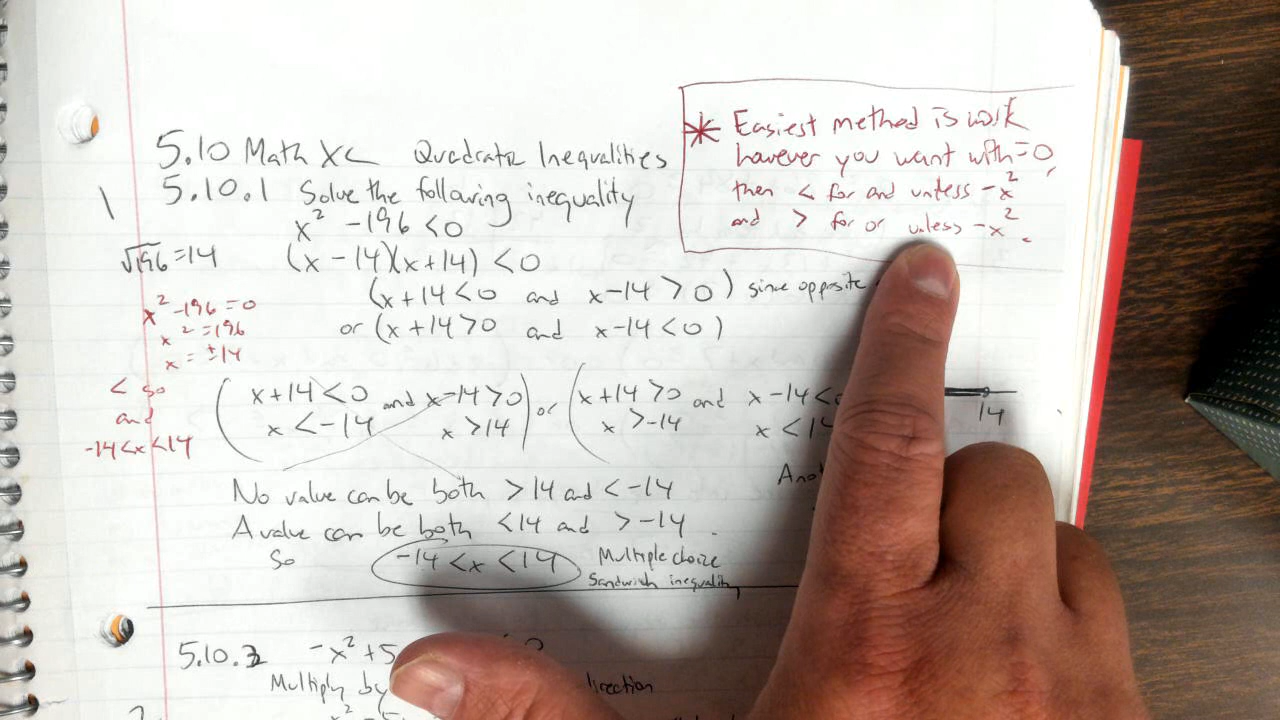 * Easiest method is work
however you want with = 0,
then < for and unless -x²
and > for or unless -x².
5.10 Math XL Quadratic Inequalities
1 5.10.1 Solve the following inequality
x² - 196 < 0
√196 = 14 (x - 14)(x + 14) < 0
(x + 14 < 0 and x - 14 > 0) since opposite
or (x + 14 > 0 and x - 14 < 0)
x² - 196 = 0
x² = 196
x = ±14
< so
and
-14 < x < 14
(x + 14 < 0 and x - 14 > 0) or (x + 14 > 0 and x - 14 <
x < -14 x > 14 x > -14 x < 1
14
No value can be both > 14 and < -14
A value can be both < 14 and > -14.
So -14 < x < 14 Multiple choize
Sandwich inequality
5.10.2 -x² + 5
Multiply by direction